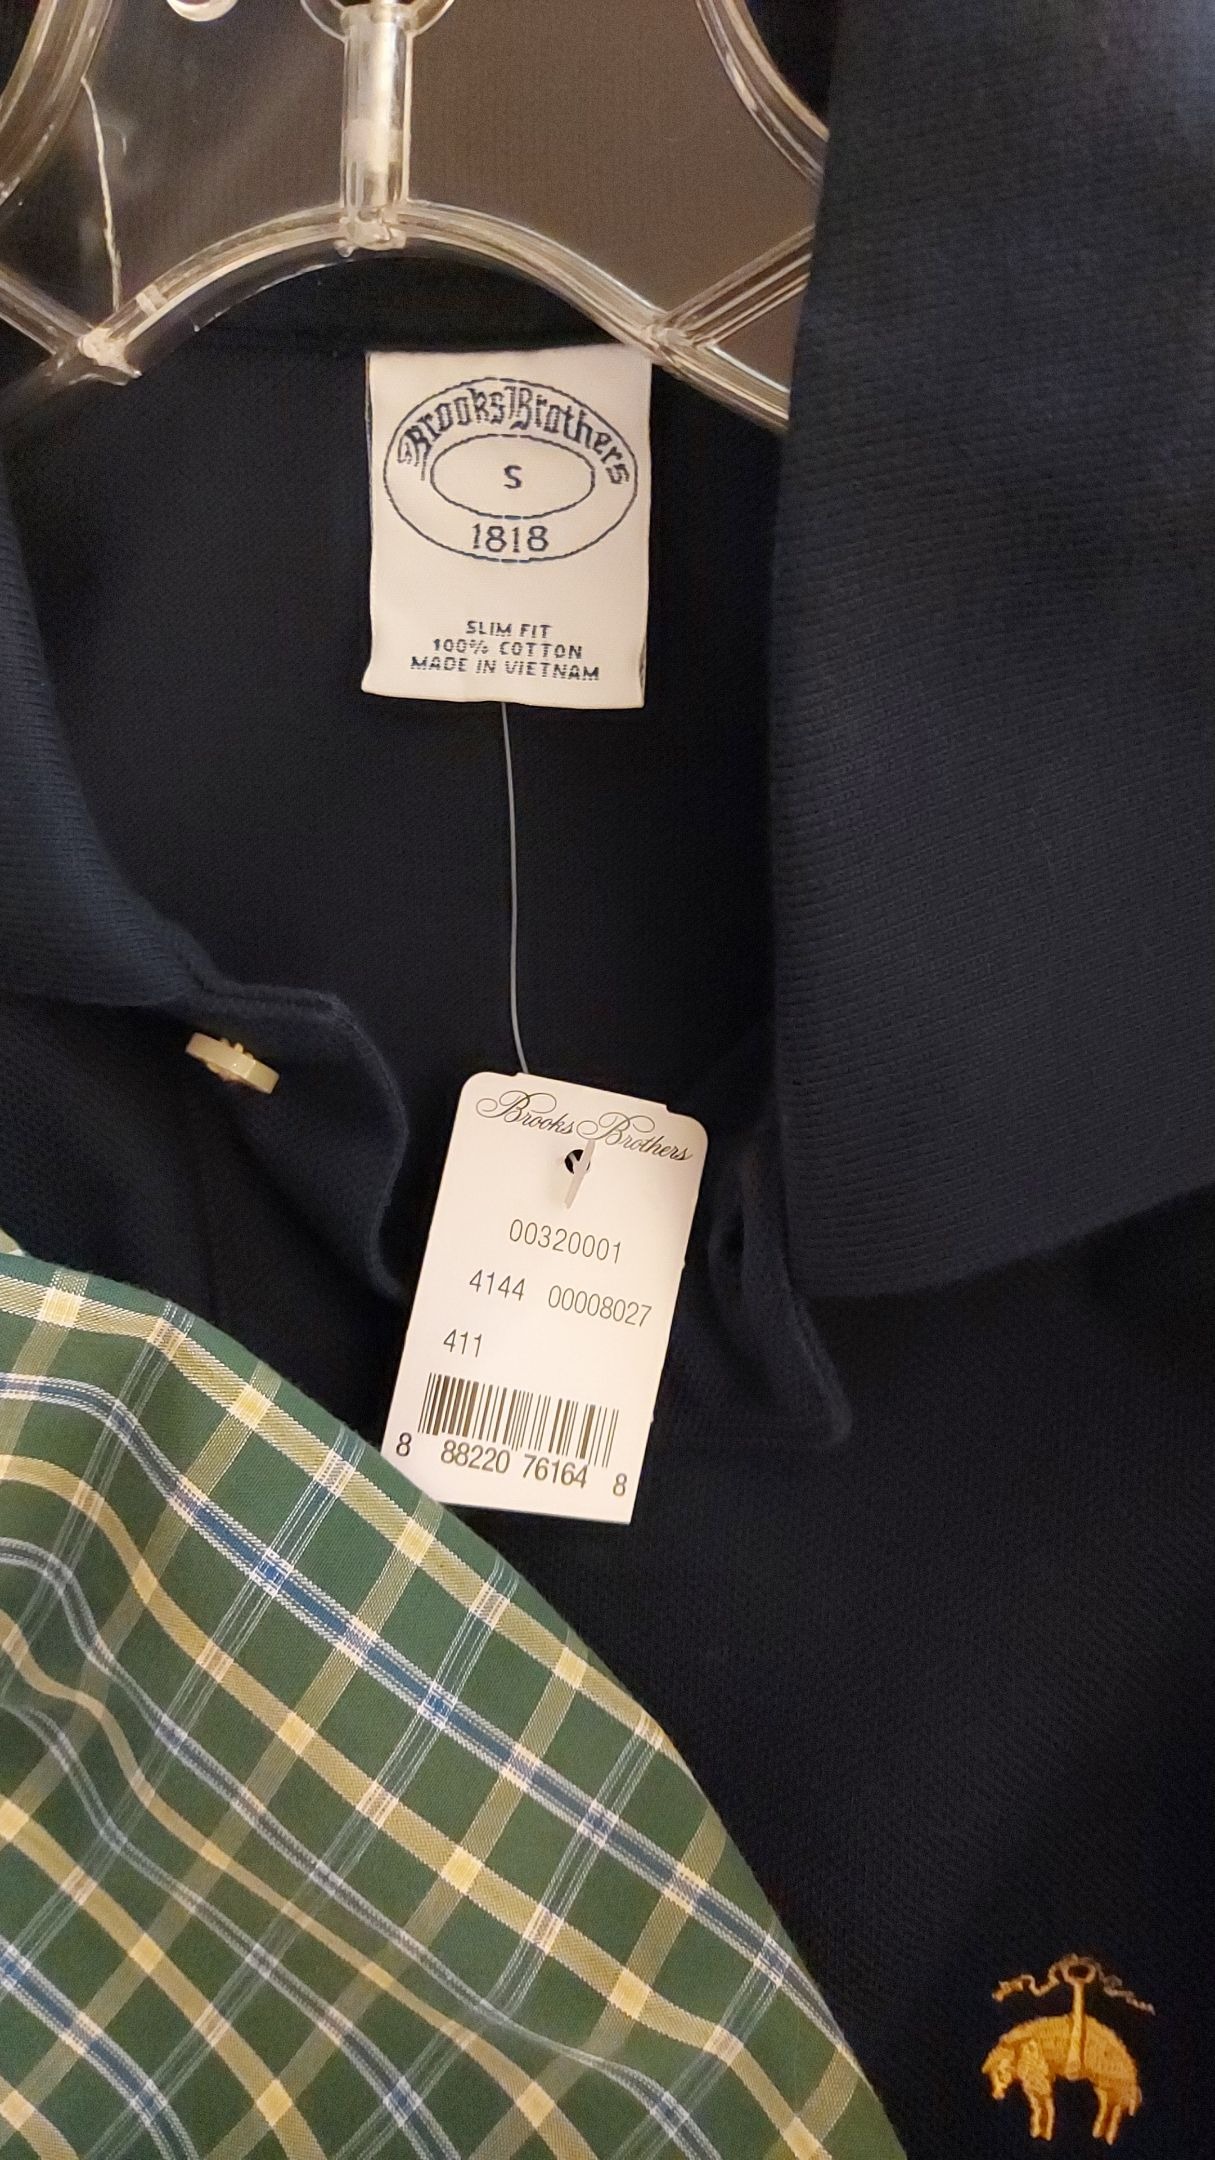 Brooks Brothers
S
1818
SLIM FIT
100% COTTON
MADE IN VIETNAM
Brooks Brothers
00320001
4144 00008027
411
8 88220 76164 8